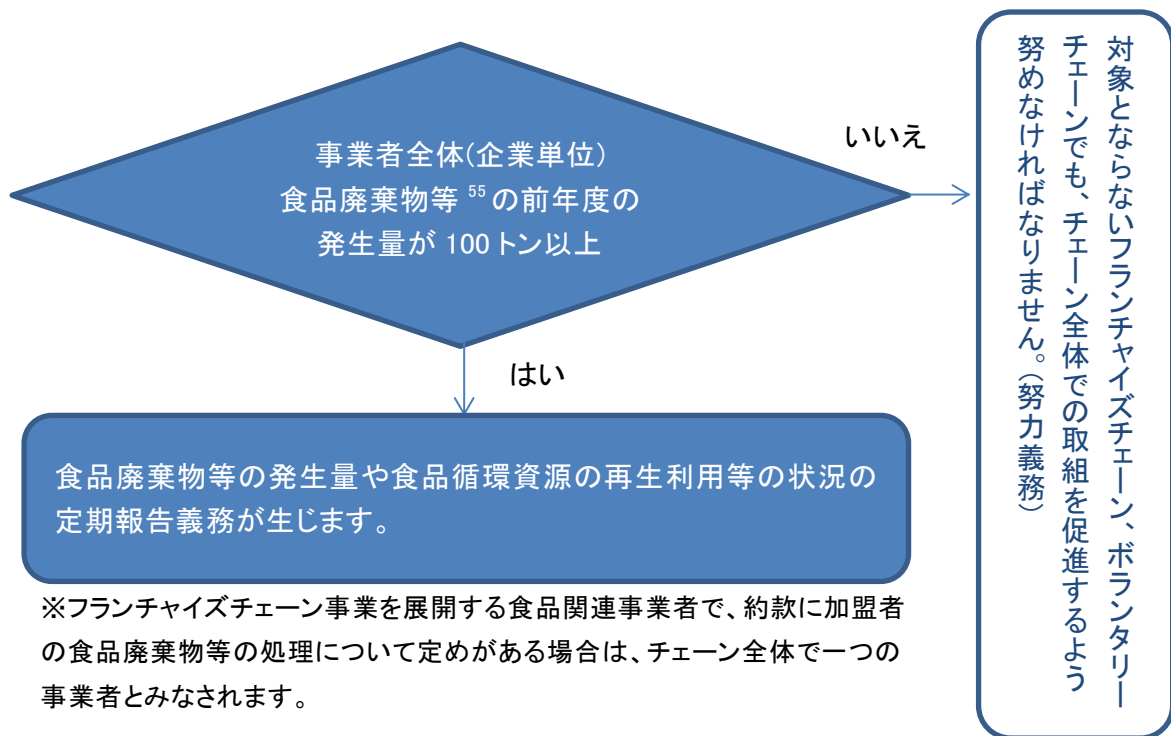 事業者全体(企業単位)
食品廃棄物等 55 の前年度の
発生量が 100 トン以上
いいえ
対象とならないフランチャイズチェーン、ボランタリー
チェーンでも、チェーン全体での取組を促進するよう
努めなければなりません。（努力義務）
はい
食品廃棄物等の発生量や食品循環資源の再生利用等の状況の
定期報告義務が生じます。
※フランチャイズチェーン事業を展開する食品関連事業者で、約款に加盟者
の食品廃棄物等の処理について定めがある場合は、チェーン全体で一つの
事業者とみなされます。